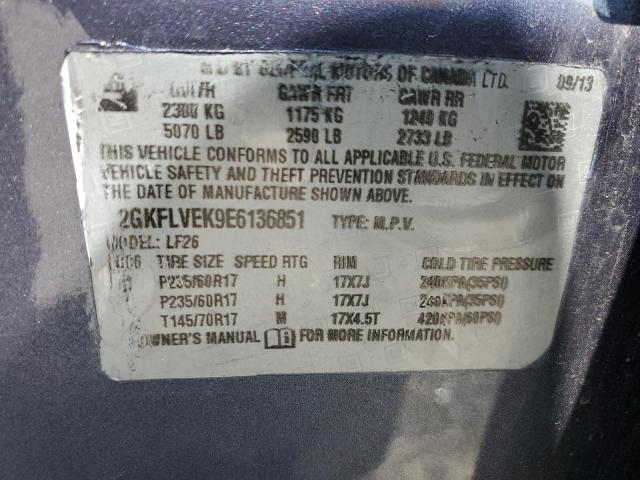 MFD BY GENERAL MOTORS OF CANADA LTD. 09/13
GVWR GAWR FRT GAWR RR
2300 KG 1175 KG 1240 KG
5070 LB 2590 LB 2733 LB
THIS VEHICLE CONFORMS TO ALL APPLICABLE U.S. FEDERAL MOTOR
VEHICLE SAFETY AND THEFT PREVENTION STANDARDS IN EFFECT ON
THE DATE OF MANUFACTURE SHOWN ABOVE.
2GKFLVEK9E6136851 TYPE: M.P.V.
MODEL: LF26
TIRE SIZE SPEED RTG RIM COLD TIRE PRESSURE
P235/60R17 H 17X7J 240KPA(35PSI)
P235/60R17 H 17X7J 240KPA(35PSI)
T145/70R17 M 17X4.5T 420KPA(60PSI)
OWNER'S MANUAL FOR MORE INFORMATION.